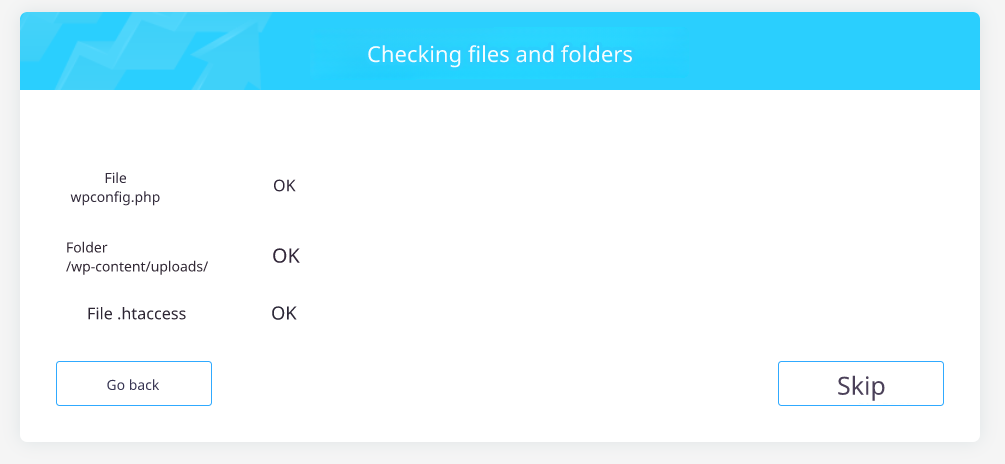 Checking files and folders
File
wpconfig.php
OK
Folder
/wp-content/uploads/
OK
File .htaccess
OK
Go back
Skip